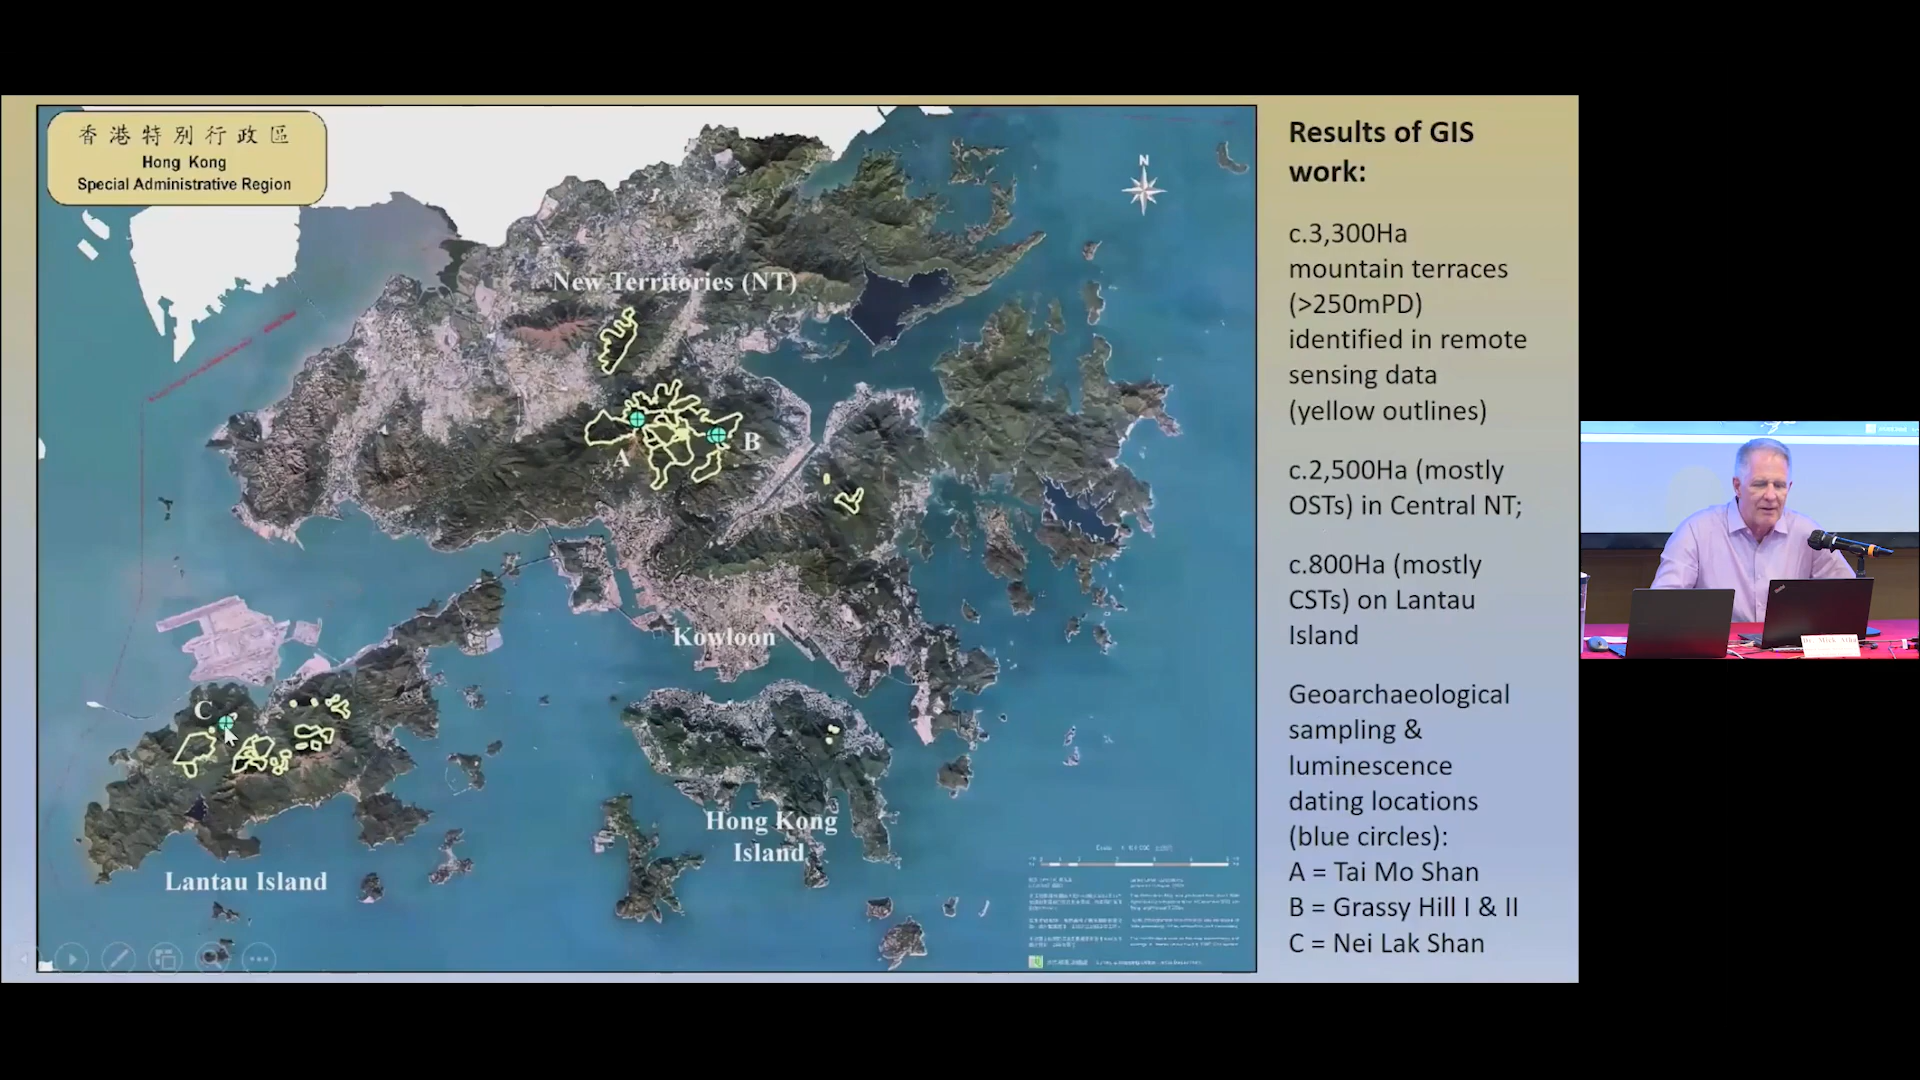 香港特別行政區
Hong Kong
Special Administrative Region
N
New Territories (NT)
A
B
Kowloon
C
Hong Kong
Island
Lantau Island
Results of GIS
work:
c.3,300Ha
mountain terraces
(>250mPD)
identified in remote
sensing data
(yellow outlines)
c.2,500Ha (mostly
OSTs) in Central NT;
c.800Ha (mostly
CSTs) on Lantau
Island
Geoarchaeological
sampling &
luminescence
dating locations
(blue circles):
A = Tai Mo Shan
B = Grassy Hill I & II
C = Nei Lak Shan